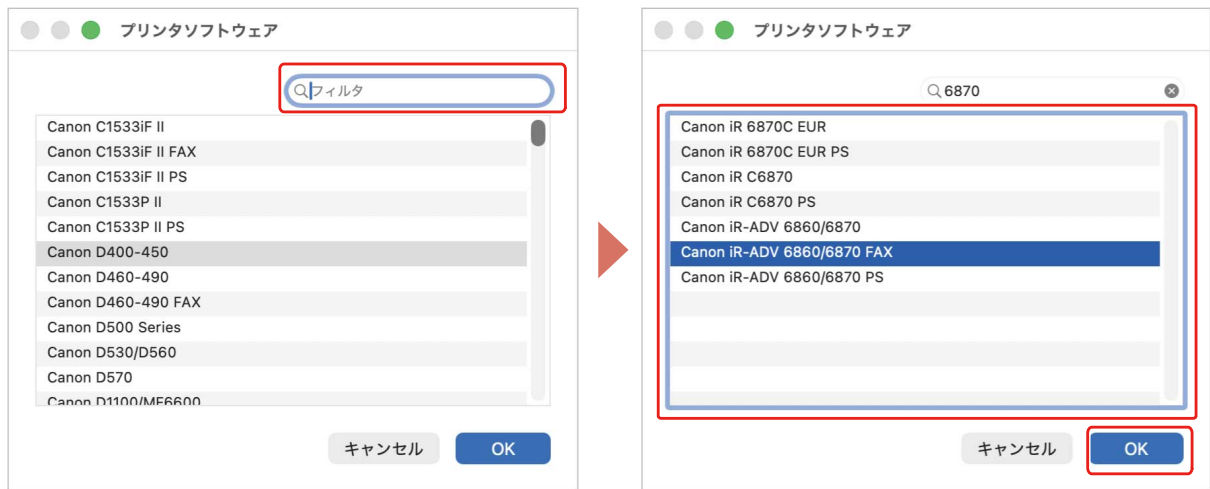 プリンタソフトウェア
フィルタ
Canon C1533iF II
Canon C1533iF II FAX
Canon C1533iF II PS
Canon C1533P II
Canon C1533P II PS
Canon D400-450
Canon D460-490
Canon D460-490 FAX
Canon D500 Series
Canon D530/D560
Canon D570
Canon D1100/MF6600
キャンセル
OK
プリンタソフトウェア
6870
Canon iR 6870C EUR
Canon iR 6870C EUR PS
Canon iR C6870
Canon iR C6870 PS
Canon iR-ADV 6860/6870
Canon iR-ADV 6860/6870 FAX
Canon iR-ADV 6860/6870 PS
キャンセル
OK